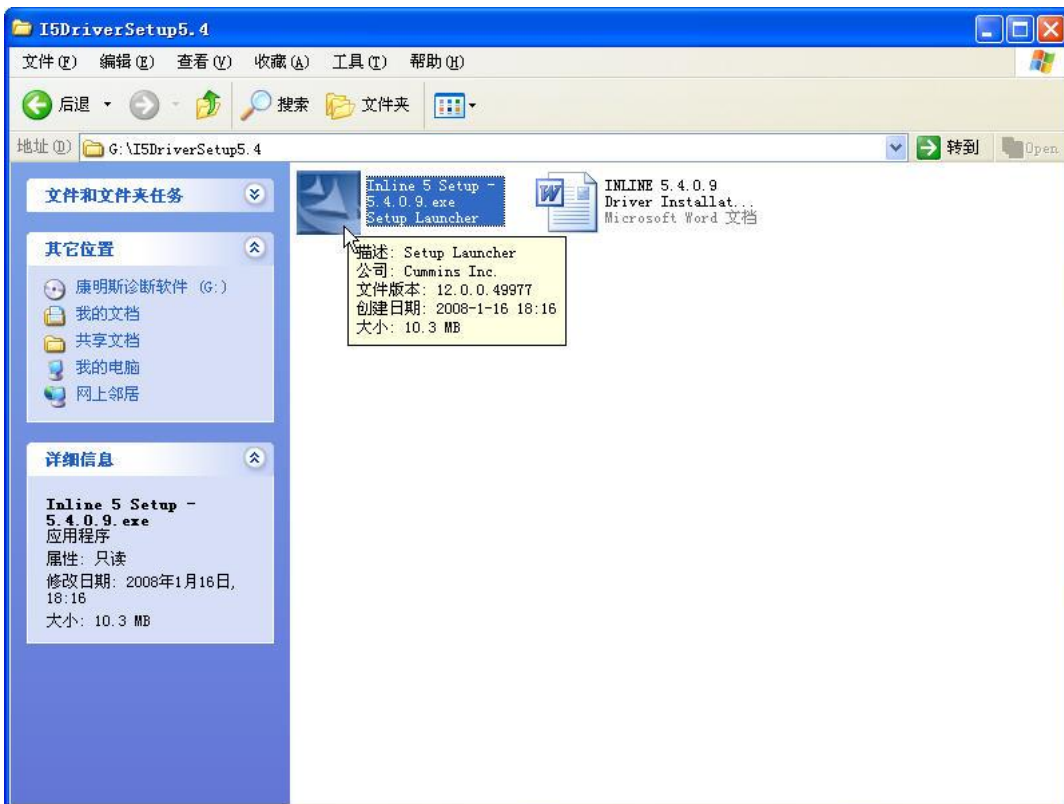 I5DriverSetup5.4
文件(F) 编辑(E) 查看(V) 收藏(A) 工具(T) 帮助(H)
后退 搜索 文件夹
地址(D) G:\I5DriverSetup5.4 转到 Open
文件和文件夹任务
其它位置
康明斯诊断软件 (G:)
我的文档
共享文档
我的电脑
网上邻居
详细信息
Inline 5 Setup -
5.4.0.9.exe
应用程序
属性: 只读
修改日期: 2008年1月16日,
18:16
大小: 10.3 MB
Inline 5 Setup -
5.4.0.9.exe
Setup Launcher
INLINE 5.4.0.9
Driver Installat...
Microsoft Word 文档
描述: Setup Launcher
公司: Cummins Inc.
文件版本: 12.0.0.49977
创建日期: 2008-1-16 18:16
大小: 10.3 MB